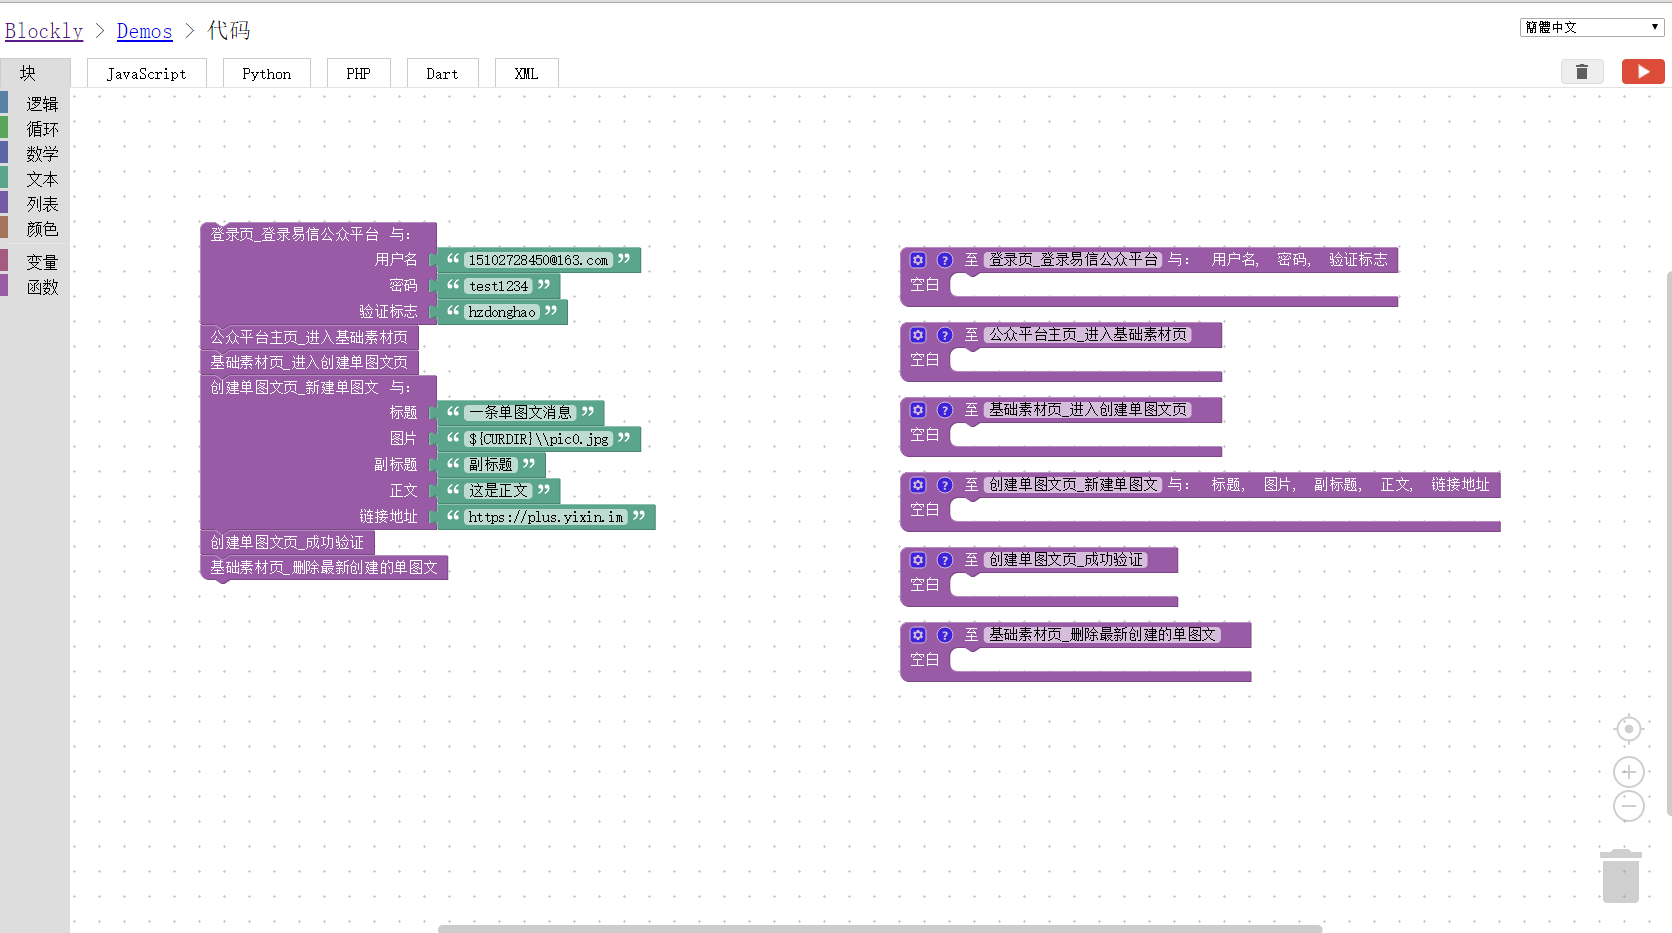 Blockly > Demos > 代码
簡體中文
块 JavaScript Python PHP Dart XML
逻辑
循环
数学
文本
列表
颜色
变量
函数
登录页_登录易信公众平台 与:
用户名 “ 15102728450@163.com ”
密码 “ test1234 ”
验证标志 “ hzdonghao ”
公众平台主页_进入基础素材页
基础素材页_进入创建单图文页
创建单图文页_新建单图文 与:
标题 “ 一条单图文消息 ”
图片 “ ${CURDIR}\\pic0.jpg ”
副标题 “ 副标题 ”
正文 “ 这是正文 ”
链接地址 “ https://plus.yixin.im ”
创建单图文页_成功验证
基础素材页_删除最新创建的单图文
? 至 登录页_登录易信公众平台 与: 用户名, 密码, 验证标志
空白
? 至 公众平台主页_进入基础素材页
空白
? 至 基础素材页_进入创建单图文页
空白
? 至 创建单图文页_新建单图文 与: 标题, 图片, 副标题, 正文, 链接地址
空白
? 至 创建单图文页_成功验证
空白
? 至 基础素材页_删除最新创建的单图文
空白